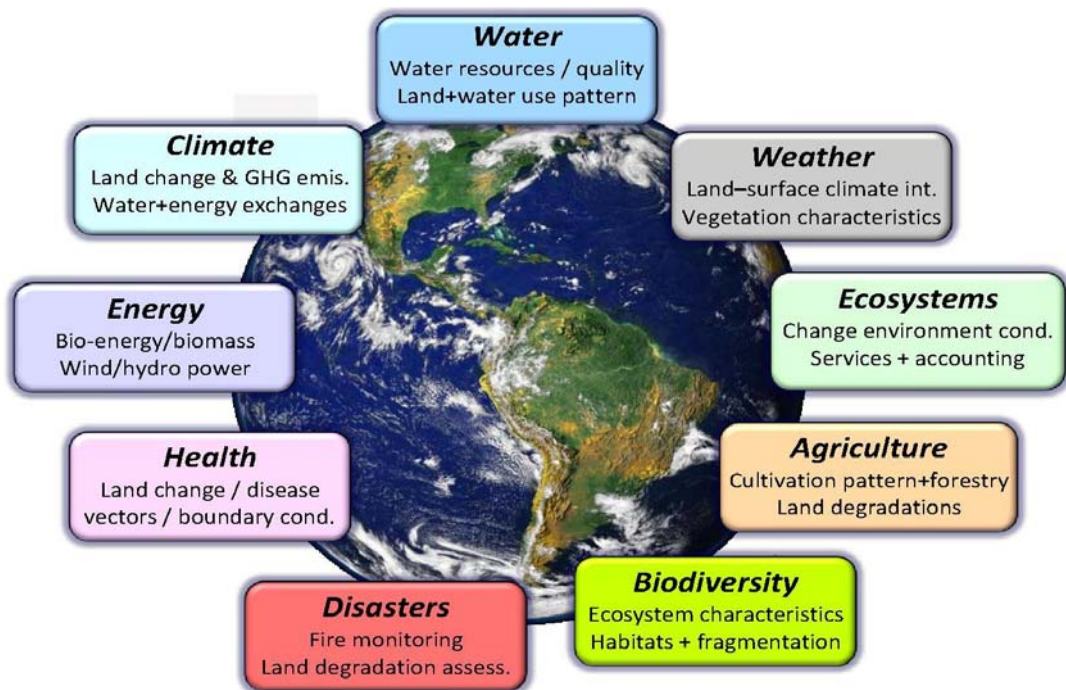 Water
Water resources / quality
Land+water use pattern
Climate
Land change & GHG emis.
Water+energy exchanges
Weather
Land–surface climate int.
Vegetation characteristics
Energy
Bio-energy/biomass
Wind/hydro power
Ecosystems
Change environment cond.
Services + accounting
Health
Land change / disease
vectors / boundary cond.
Agriculture
Cultivation pattern+forestry
Land degradations
Disasters
Fire monitoring
Land degradation assess.
Biodiversity
Ecosystem characteristics
Habitats + fragmentation